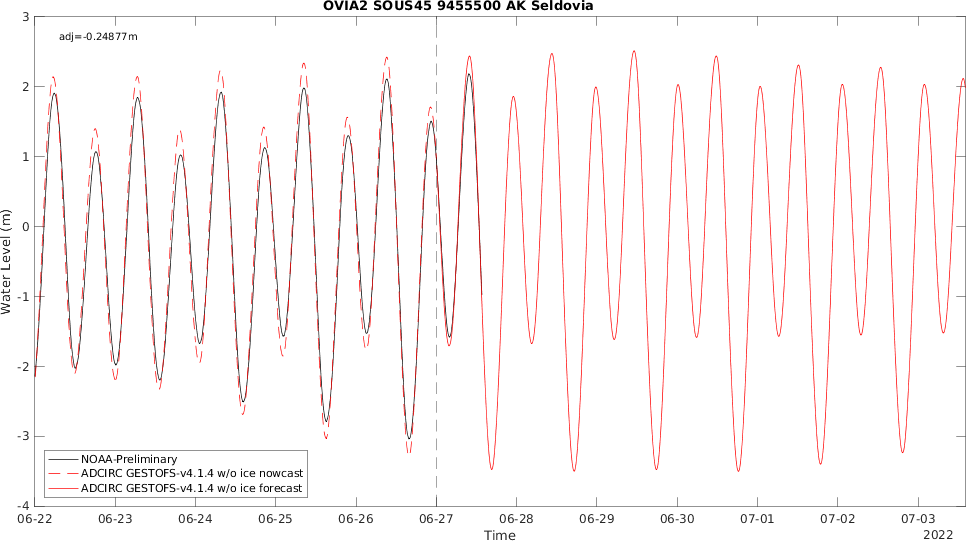 OVIA2 SOUS45 9455500 AK Seldovia
adj=-0.24877m
3
2
1
0
-1
-2
-3
-4
Water Level (m)
NOAA-Preliminary
ADCIRC GESTOFS-v4.1.4 w/o ice nowcast
ADCIRC GESTOFS-v4.1.4 w/o ice forecast
06-22 06-23 06-24 06-25 06-26 06-27 06-28 06-29 06-30 07-01 07-02 07-03
Time
2022